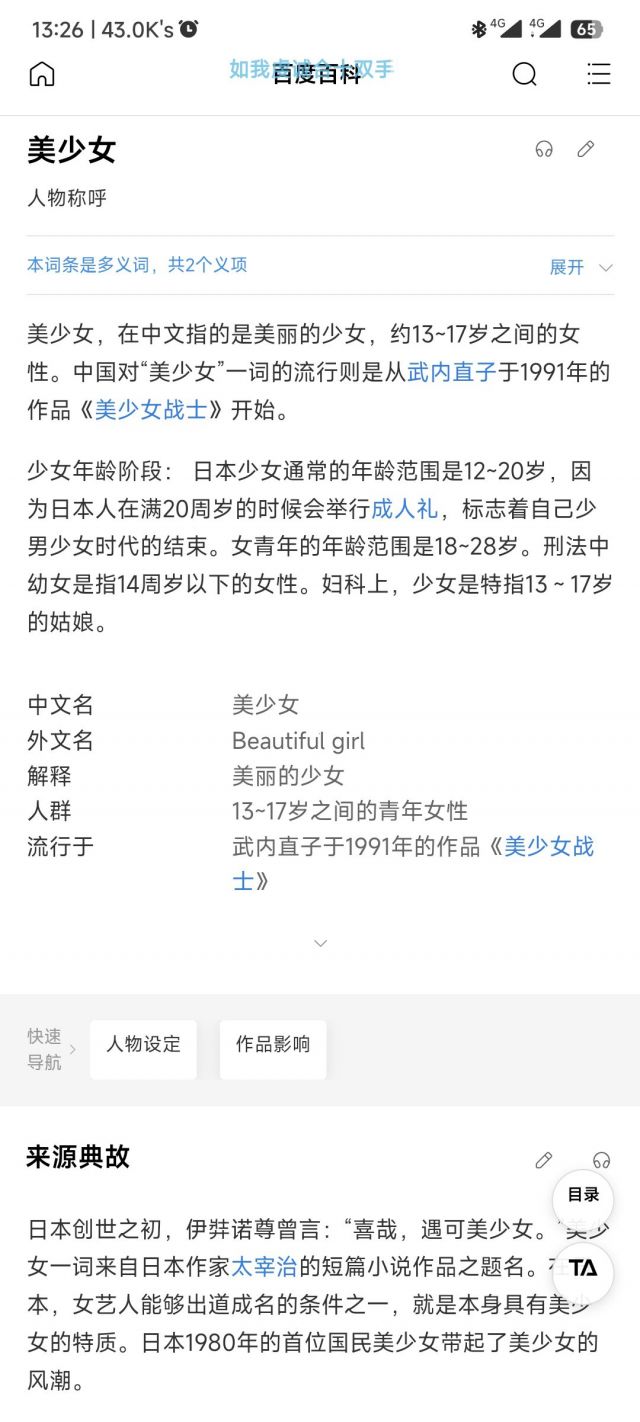 13:26 | 43.0K's
4G 4G 65
如我虔诚合十双手
百度百科
美少女
人物称呼
本词条是多义词，共2个义项
展开
美少女，在中文指的是美丽的少女，约13~17岁之间的女
性。中国对“美少女”一词的流行则是从武内直子于1991年的
作品《美少女战士》开始。
少女年龄阶段： 日本少女通常的年龄范围是12~20岁，因
为日本人在满20周岁的时候会举行成人礼，标志着自己少
男少女时代的结束。女青年的年龄范围是18~28岁。刑法中
幼女是指14周岁以下的女性。妇科上，少女是特指13～17岁
的姑娘。
中文名 美少女
外文名 Beautiful girl
解释 美丽的少女
人群 13~17岁之间的青年女性
流行于 武内直子于1991年的作品《美少女战
士》
快速
导航
人物设定
作品影响
来源典故
目录
日本创世之初，伊弉诺尊曾言：“喜哉，遇可美少女。”美少
女一词来自日本作家太宰治的短篇小说作品之题名。在
TA
本，女艺人能够出道成名的条件之一，就是本身具有美少
女的特质。日本1980年的首位国民美少女带起了美少女的
风潮。